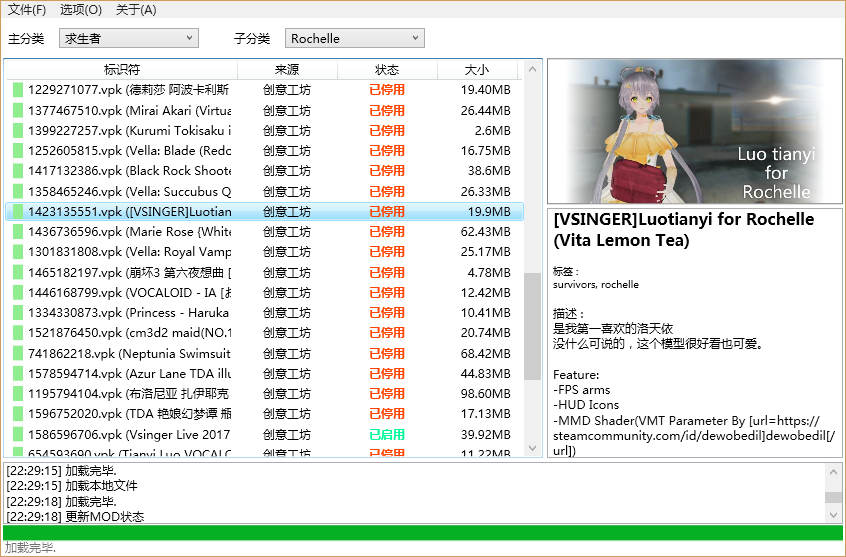 文件(F) 选项(O) 关于(A)
主分类 求生者 子分类 Rochelle
标识符 来源 状态 大小
1229271077.vpk (德莉莎 阿波卡利斯 创意工坊 已停用 19.40MB
1377467510.vpk (Mirai Akari (Virtua 创意工坊 已停用 26.44MB
1399227257.vpk (Kurumi Tokisaku i 创意工坊 已停用 2.6MB
1252605815.vpk (Vella: Blade (Redc 创意工坊 已停用 16.75MB
1417132386.vpk (Black Rock Shoote 创意工坊 已停用 38.6MB
1358465246.vpk (Vella: Succubus Q 创意工坊 已停用 26.33MB
1423135551.vpk ([VSINGER]Luotian 创意工坊 已停用 19.9MB
1436736596.vpk (Marie Rose {White 创意工坊 已停用 62.43MB
1301831808.vpk (Vella: Royal Vamp 创意工坊 已停用 25.17MB
1465182197.vpk (崩坏3 第六夜想曲 [ 创意工坊 已停用 4.78MB
1446168799.vpk (VOCALOID - IA [お 创意工坊 已停用 12.42MB
1334330873.vpk (Princess - Haruka 创意工坊 已停用 10.41MB
1521876450.vpk (cm3d2 maid(NO.1 创意工坊 已停用 20.74MB
741862218.vpk (Neptunia Swimsuit 创意工坊 已停用 68.42MB
1578594714.vpk (Azur Lane TDA illu 创意工坊 已停用 44.83MB
1195794104.vpk (布洛尼亚 扎伊耶克 创意工坊 已停用 98.60MB
1596752020.vpk (TDA 艳娘幻梦谭 瓶 创意工坊 已停用 17.13MB
1586596706.vpk (Vsinger Live 2017 创意工坊 已启用 39.92MB
654593690.vpk (Tianyi Luo VOCALO 创意工坊 已停用 11.22MB
Luo tianyi
for
Rochelle
[VSINGER]Luotianyi for Rochelle
(Vita Lemon Tea)
标签：
survivors, rochelle
描述：
是我第一喜欢的洛天依
没什么可说的，这个模型很好看也可爱。
Feature:
-FPS arms
-HUD Icons
-MMD Shader(VMT Parameter By [url=https://
steamcommunity.com/id/dewobedil]dewobedil[/
url])
[22:29:15] 加载完毕.
[22:29:15] 加载本地文件
[22:29:18] 加载完毕.
[22:29:18] 更新MOD状态
加载完毕.